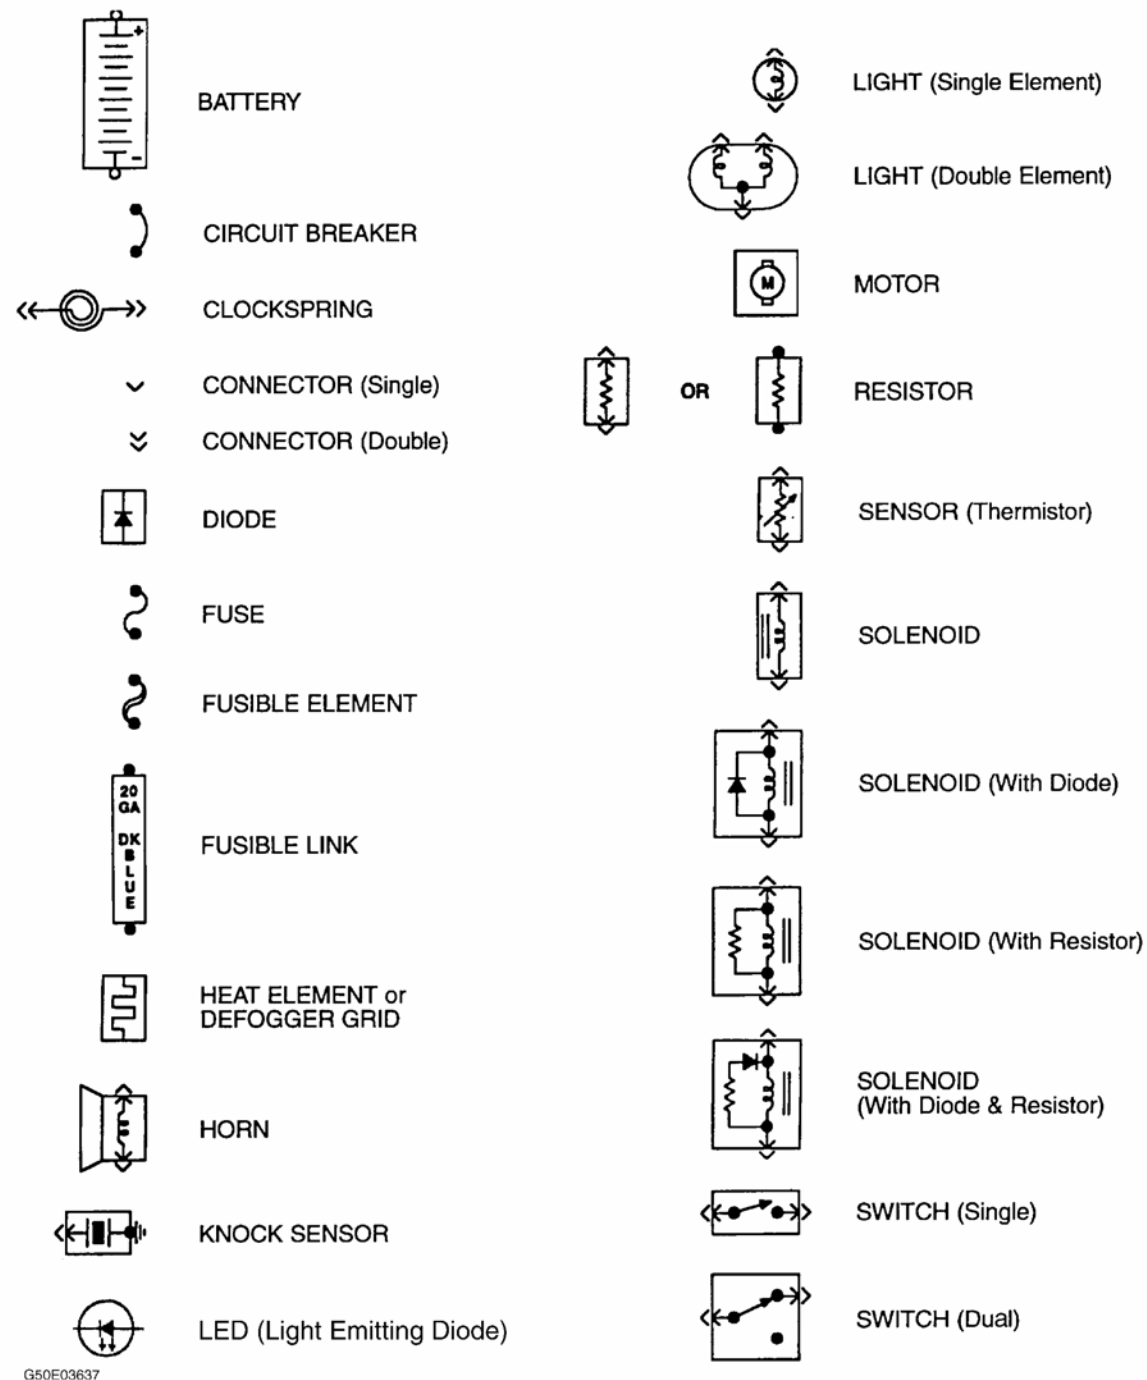 +
-
BATTERY
CIRCUIT BREAKER
CLOCKSPRING
CONNECTOR (Single)
CONNECTOR (Double)
DIODE
FUSE
FUSIBLE ELEMENT
20
GA
DK
B
L
U
E
FUSIBLE LINK
HEAT ELEMENT or
DEFOGGER GRID
HORN
KNOCK SENSOR
LED (Light Emitting Diode)
G50E03637
LIGHT (Single Element)
LIGHT (Double Element)
M
MOTOR
OR
RESISTOR
SENSOR (Thermistor)
SOLENOID
SOLENOID (With Diode)
SOLENOID (With Resistor)
SOLENOID
(With Diode & Resistor)
SWITCH (Single)
SWITCH (Dual)